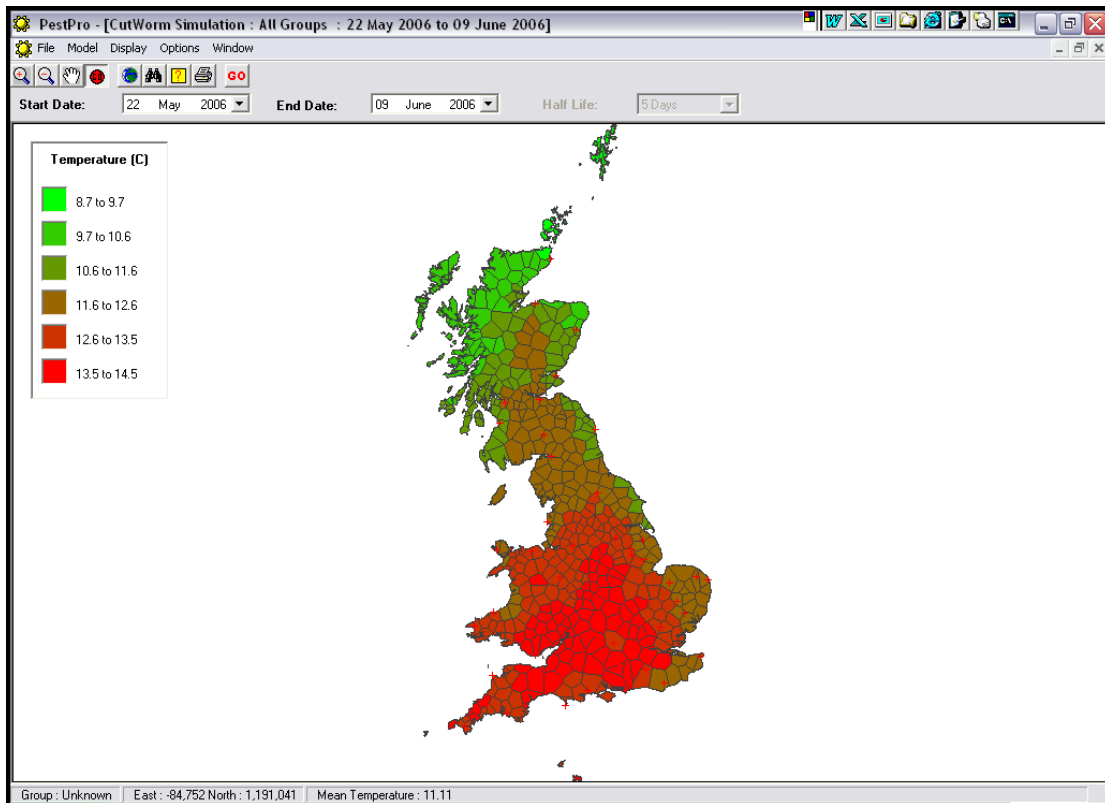 PestPro - [CutWorm Simulation : All Groups : 22 May 2006 to 09 June 2006]
File Model Display Options Window
GO
Start Date: 22 May 2006 End Date: 09 June 2006 Half Life: 5 Days
Temperature (C)
8.7 to 9.7
9.7 to 10.6
10.6 to 11.6
11.6 to 12.6
12.6 to 13.5
13.5 to 14.5
Group : Unknown East : -84,752 North : 1,191,041 Mean Temperature : 11.11